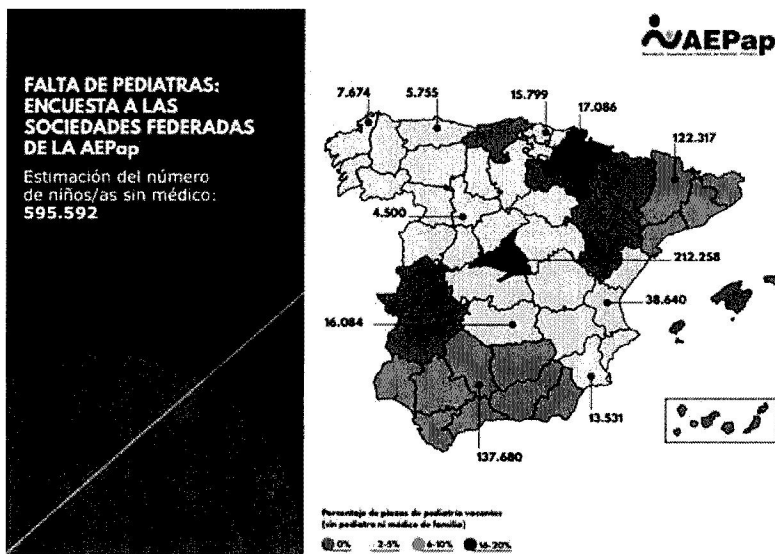 FALTA DE PEDIATRAS:
ENCUESTA A LAS
SOCIEDADES FEDERADAS
DE LA AEPap
Estimación del número
de niños/as sin médico:
595.592
AEPap
7.674
5.755
15.799
17.086
122.317
4.500
212.258
38.640
16.084
13.531
137.680
Porcentaje de plazas de pediatría vacantes
(sin pediatra ni médico de familia)
0% 2-5% 6-10% 16-20%